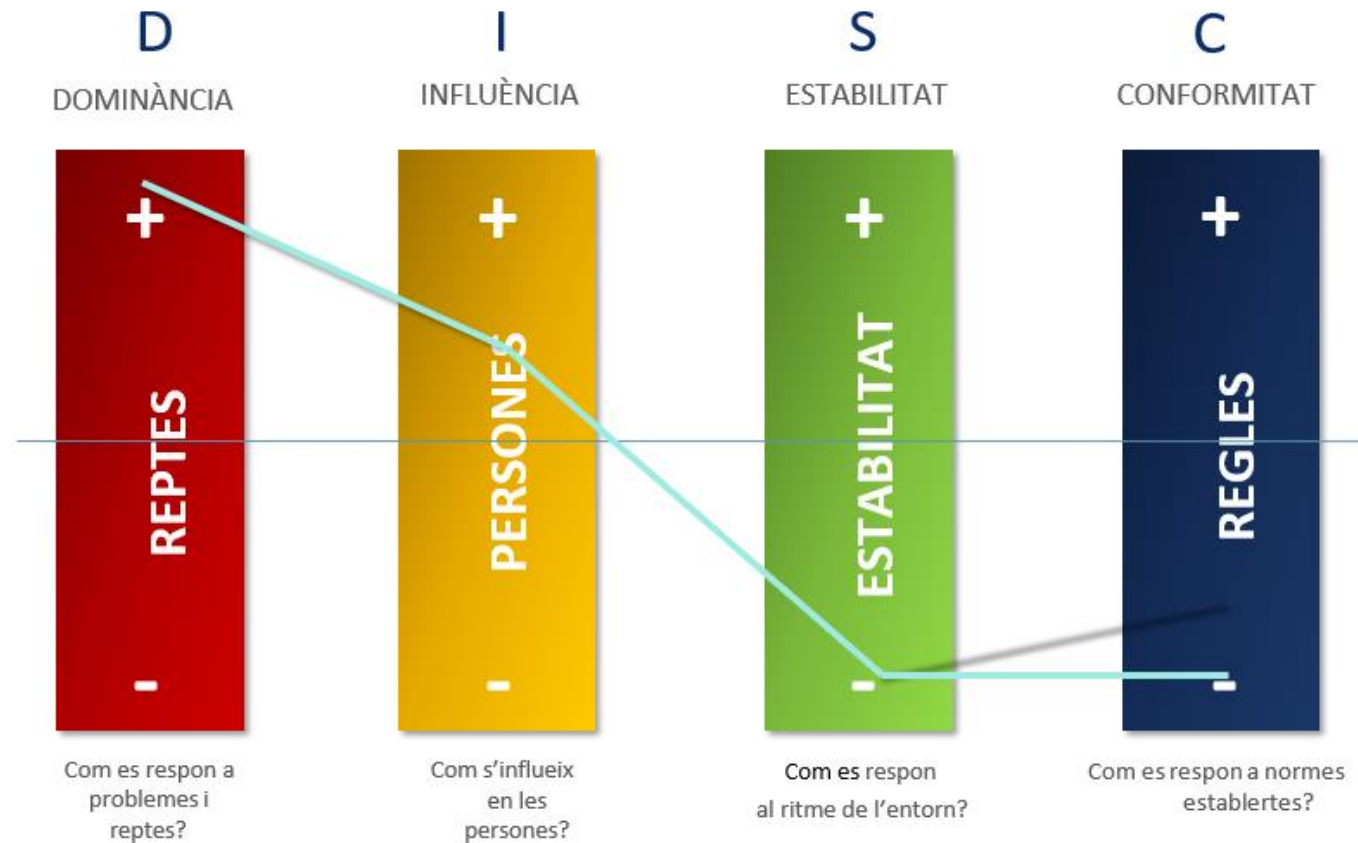 D
DOMINÀNCIA
+
REPTES
-
Com es respon a
problemes i
reptes?
I
INFLUÈNCIA
+
PERSONES
-
Com s’influeix
en les
persones?
S
ESTABILITAT
+
ESTABILITAT
-
Com es respon
al ritme de l’entorn?
C
CONFORMITAT
+
REGLES
-
Com es respon a normes
establertes?